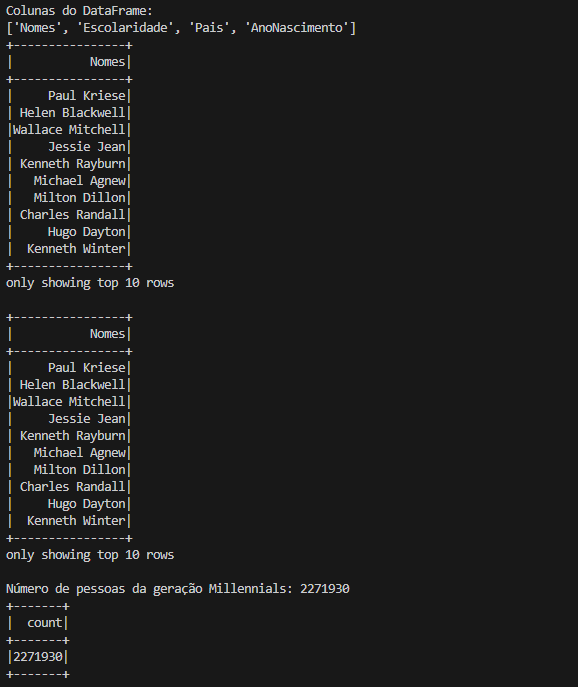 Colunas do DataFrame:
['Nomes', 'Escolaridade', 'Pais', 'AnoNascimento']
+----------------+
|           Nomes|
+----------------+
|     Paul Kriese|
| Helen Blackwell|
|Wallace Mitchell|
|     Jessie Jean|
| Kenneth Rayburn|
|   Michael Agnew|
|   Milton Dillon|
| Charles Randall|
|     Hugo Dayton|
|  Kenneth Winter|
+----------------+
only showing top 10 rows

+----------------+
|           Nomes|
+----------------+
|     Paul Kriese|
| Helen Blackwell|
|Wallace Mitchell|
|     Jessie Jean|
| Kenneth Rayburn|
|   Michael Agnew|
|   Milton Dillon|
| Charles Randall|
|     Hugo Dayton|
|  Kenneth Winter|
+----------------+
only showing top 10 rows

Número de pessoas da geração Millennials: 2271930
+-------+
|  count|
+-------+
|2271930|
+-------+